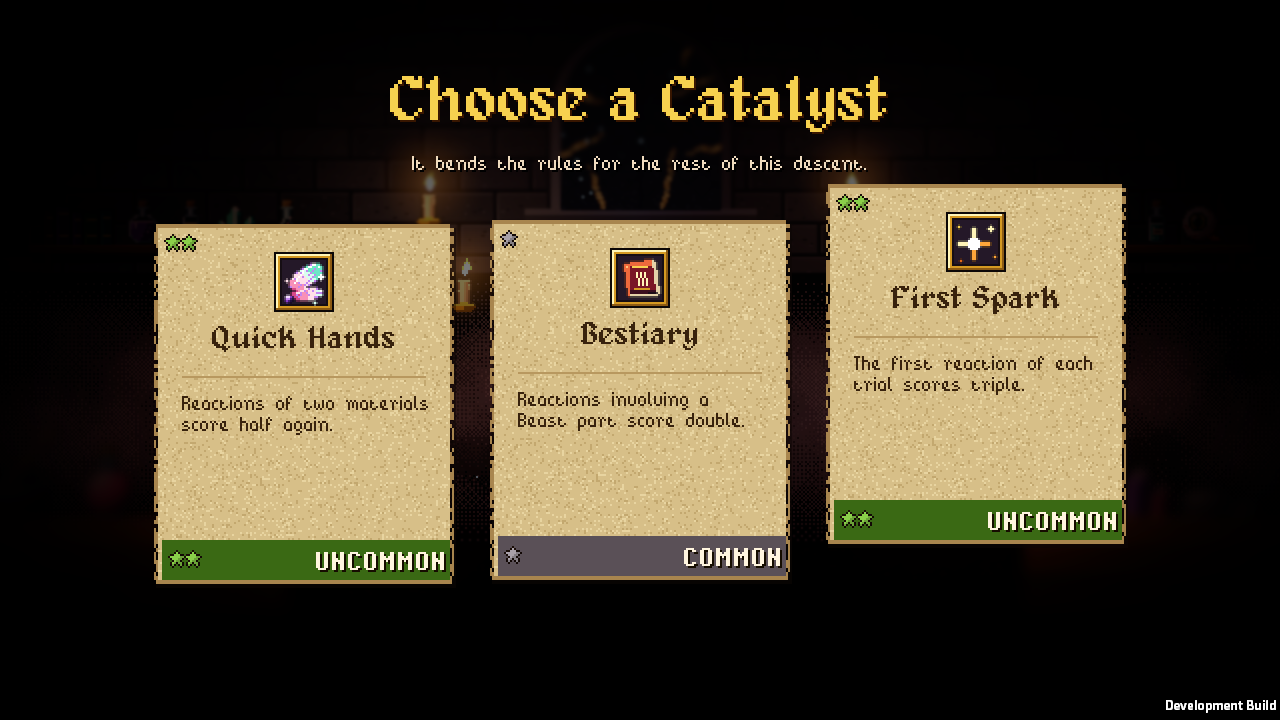 Choose a Catalyst
It bends the rules for the rest of this descent.
Quick Hands
Reactions of two materials
score half again.
UNCOMMON
Bestiary
Reactions involving a
Beast part score double.
COMMON
First Spark
The first reaction of each
trial scores triple.
UNCOMMON
Development Build